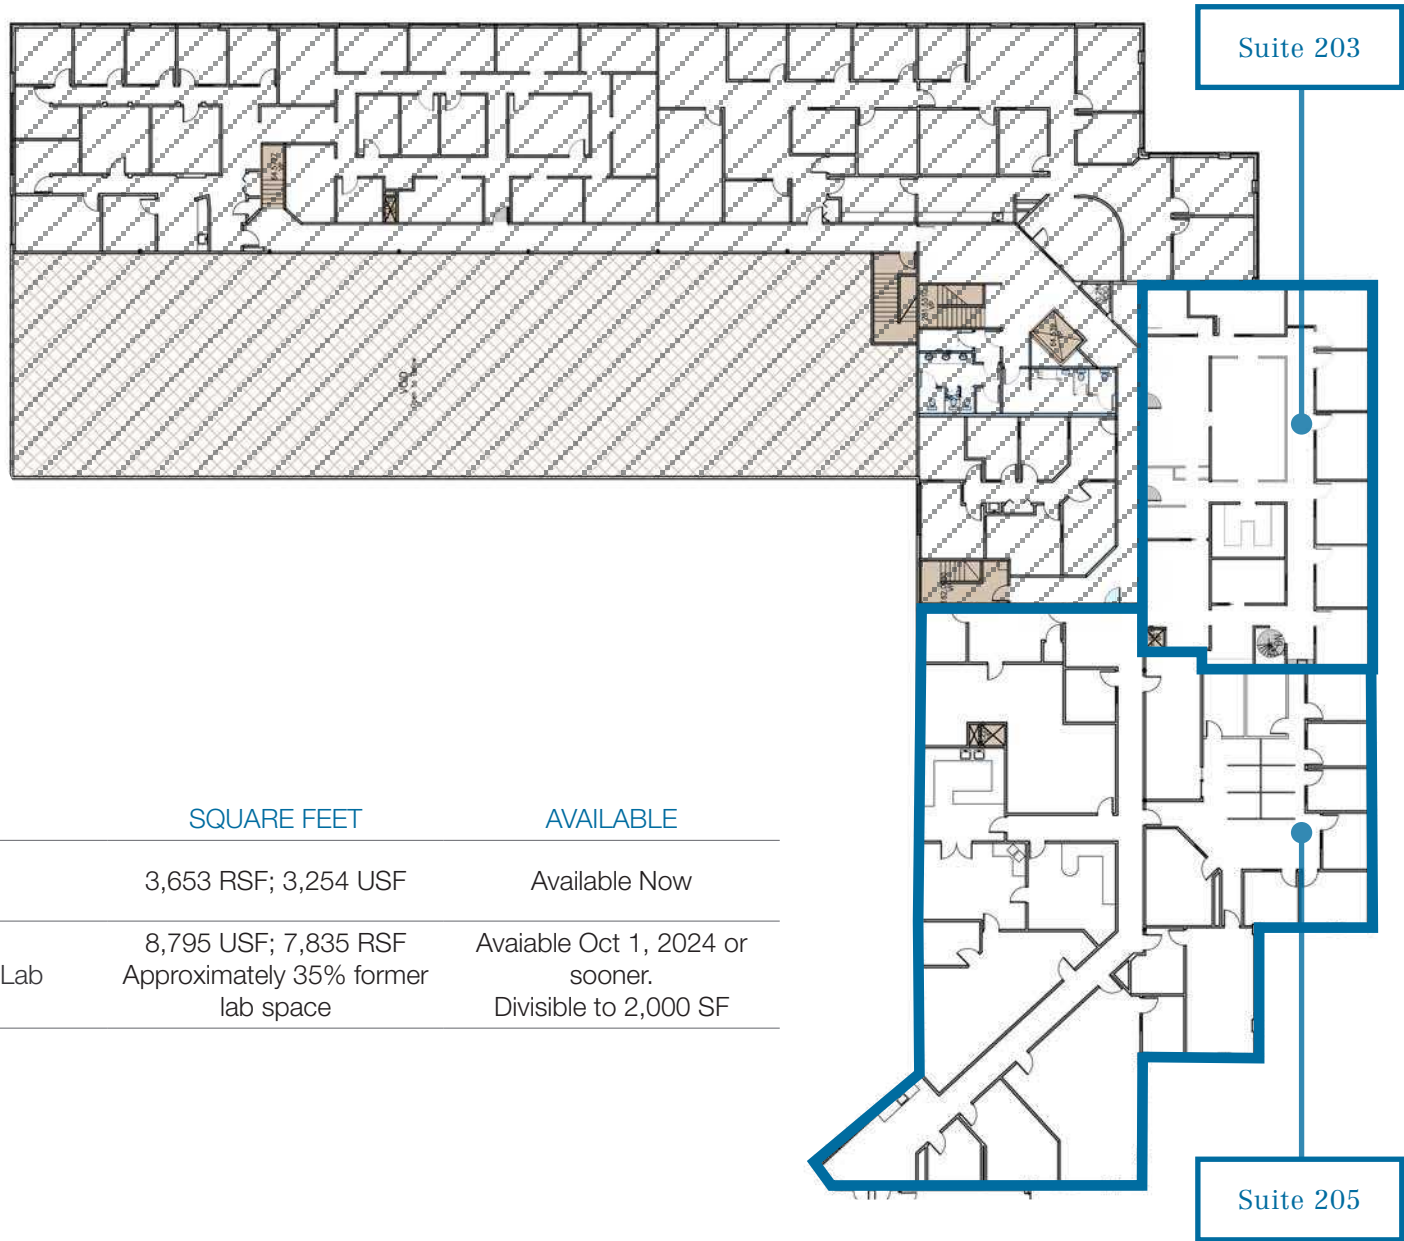 Suite 203
VOID
SQUARE FEET
AVAILABLE
3,653 RSF; 3,254 USF
Available Now
Lab
8,795 USF; 7,835 RSF
Approximately 35% former
lab space
Avaiable Oct 1, 2024 or
sooner.
Divisible to 2,000 SF
Suite 205